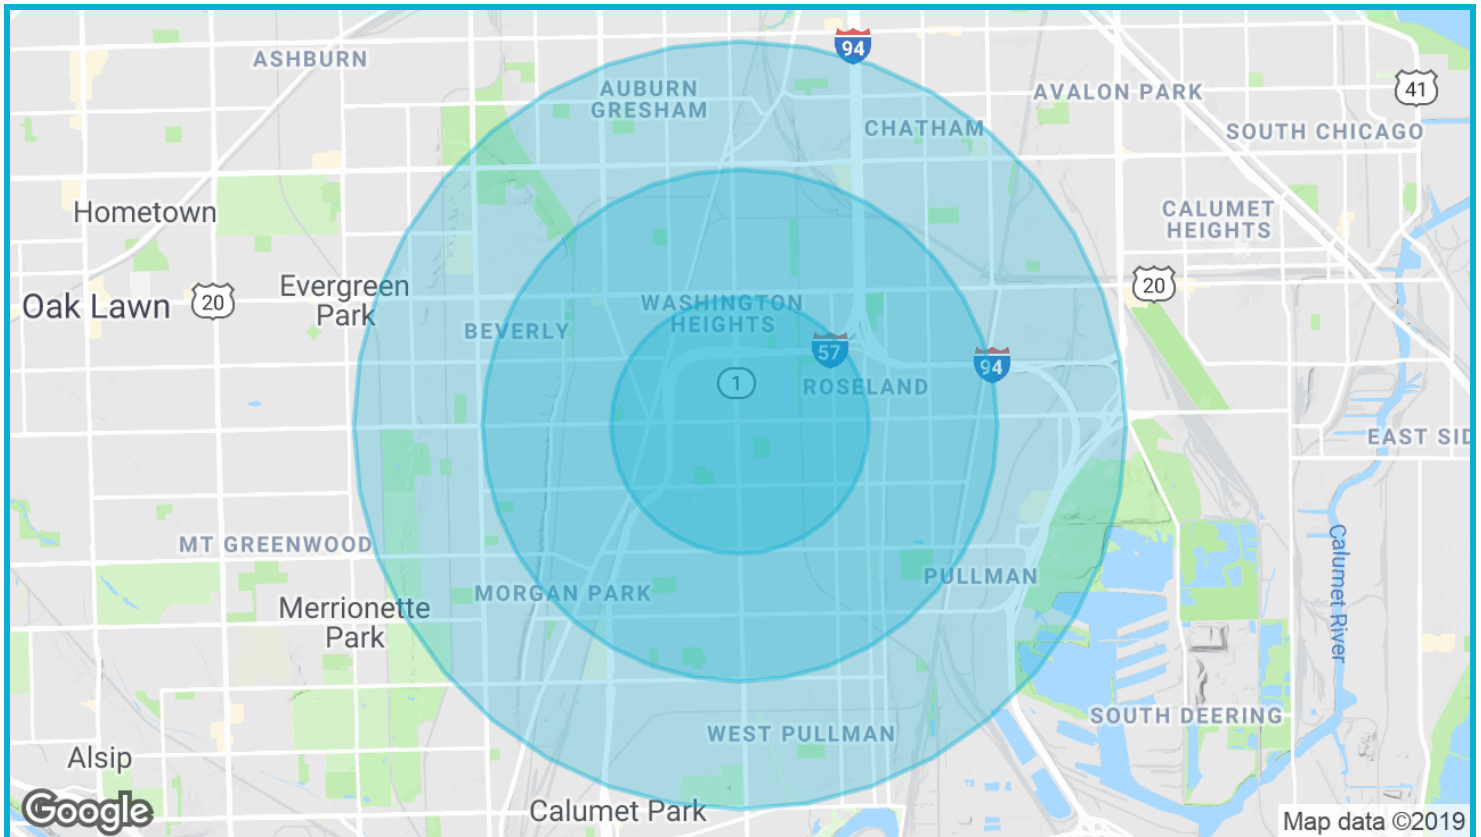 94
ASHBURN
AUBURN
GRESHAM
AVALON PARK
41
CHATHAM
SOUTH CHICAGO
Hometown
CALUMET
HEIGHTS
Evergreen
Park
20
Oak Lawn
20
WASHINGTON
HEIGHTS
BEVERLY
57
94
1
ROSELAND
EAST SID
MT GREENWOOD
Calumet River
PULLMAN
MORGAN PARK
Merrionette
Park
SOUTH DEERING
WEST PULLMAN
Alsip
Google
Calumet Park
Map data ©2019